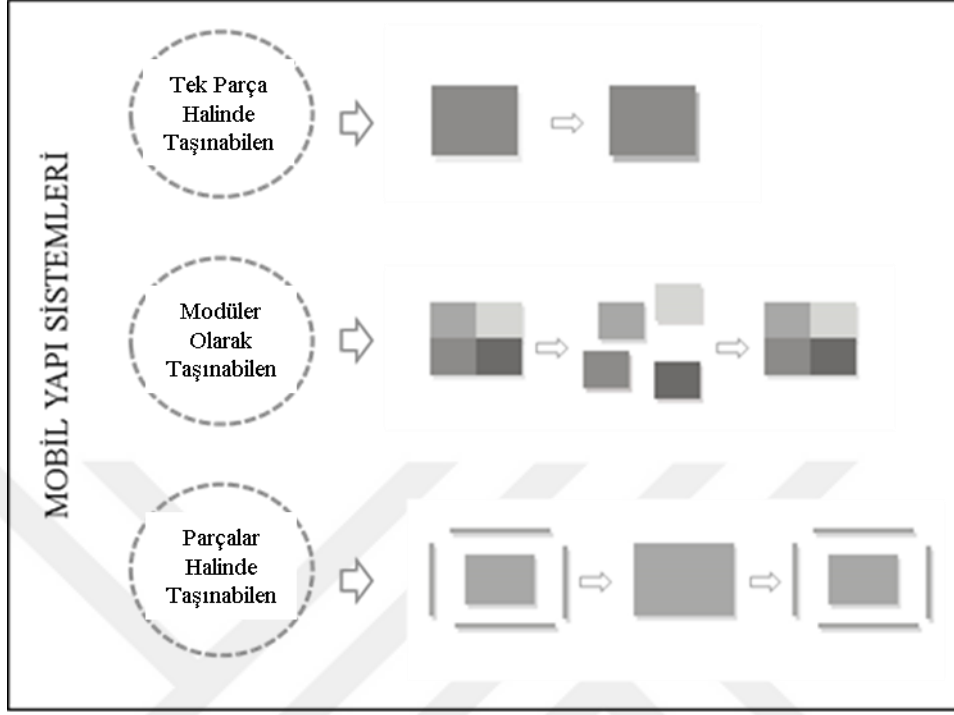 MOBİL YAPI SİSTEMLERİ
Tek Parça
Halinde
Taşınabilen
Modüler
Olarak
Taşınabilen
Parçalar
Halinde
Taşınabilen